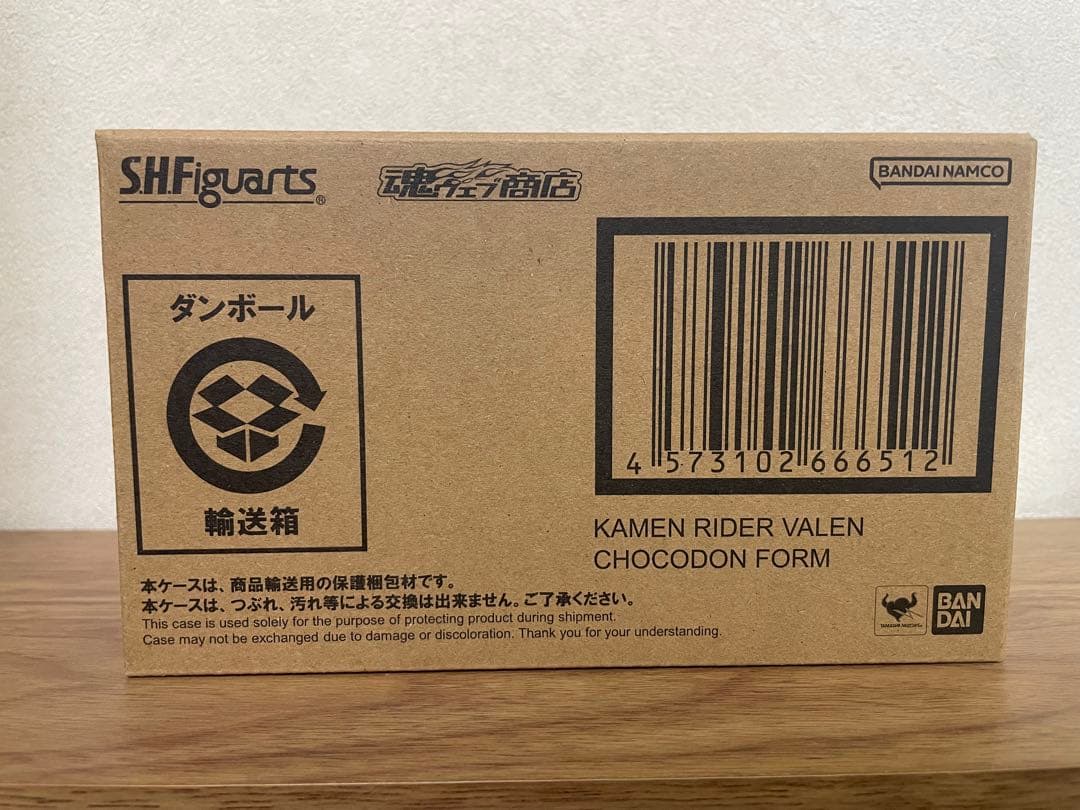 S.H.Figuarts®
魂ウェブ商店
BANDAI NAMCO
ダンボール
輸送箱
4 573102 666512
KAMEN RIDER VALEN
CHOCODON FORM
本ケースは、商品輸送用の保護梱包材です。
本ケースは、つぶれ、汚れ等による交換は出来ません。ご了承ください。
This case is used solely for the purpose of protecting product during shipment.
Case may not be exchanged due to damage or discoloration. Thank you for your understanding.
TAMASHII NATIONS
BAN
DAI